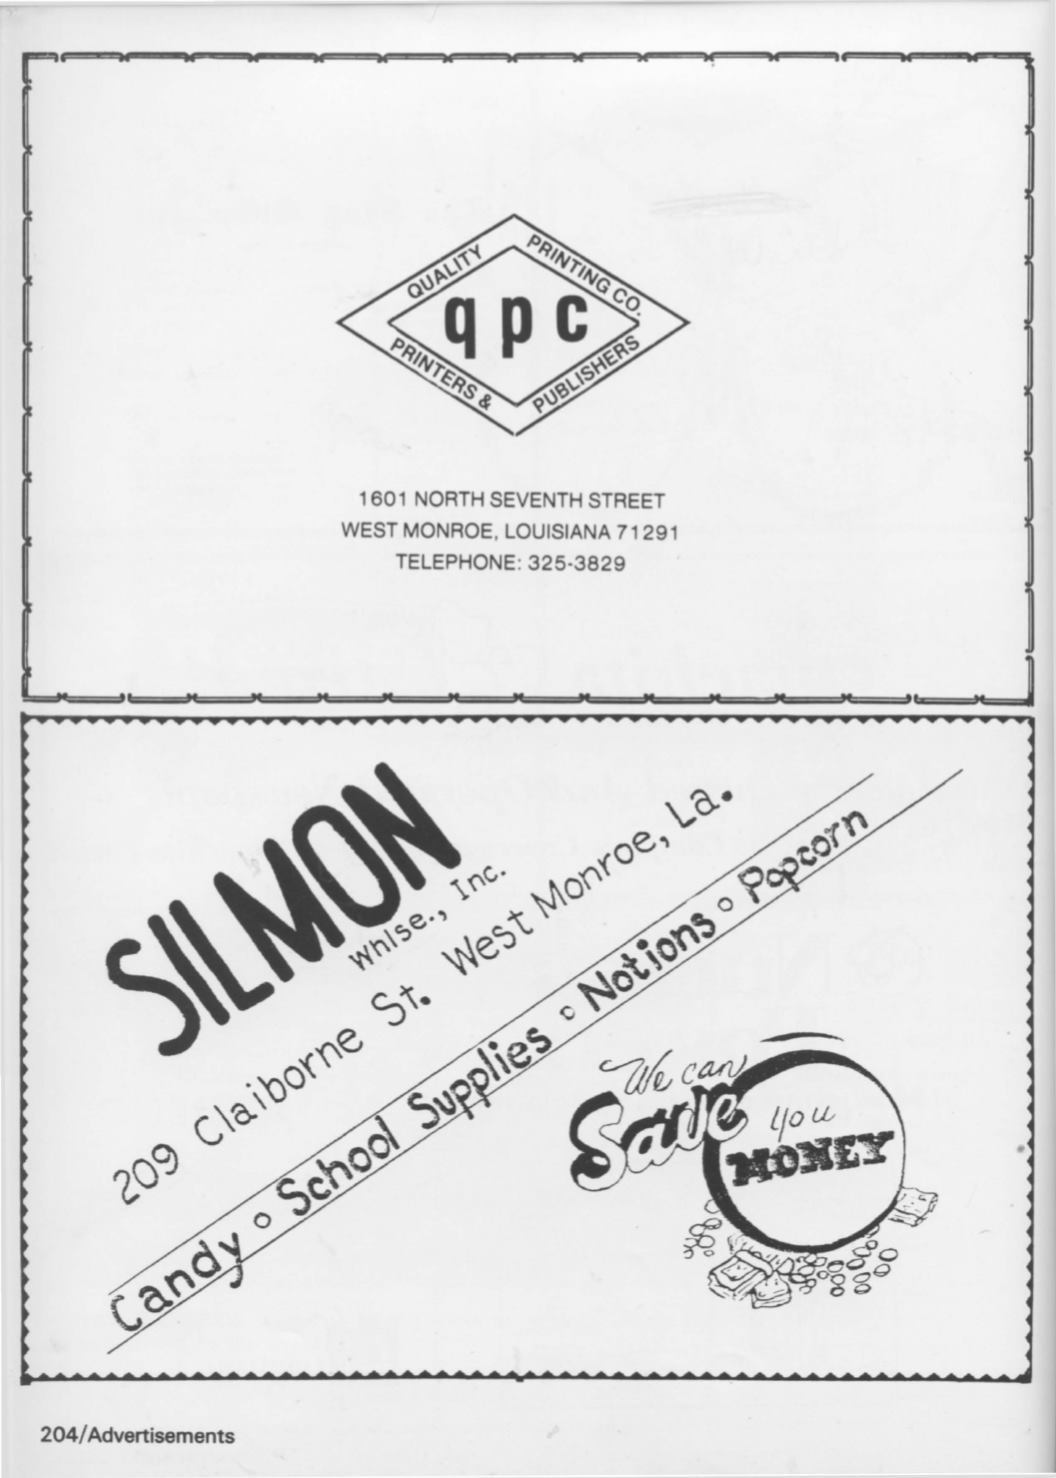 QUALITY PRINTING CO.
q p c
PRINTERS & PUBLISHERS
1601 NORTH SEVENTH STREET
WEST MONROE, LOUISIANA 71291
TELEPHONE: 325-3829
SILMON
Whlse., Inc.
209 Claiborne St. West Monroe, La.
Candy o School Supplies o Notions o Popcorn
We can
Save you
MONEY
204/Advertisements